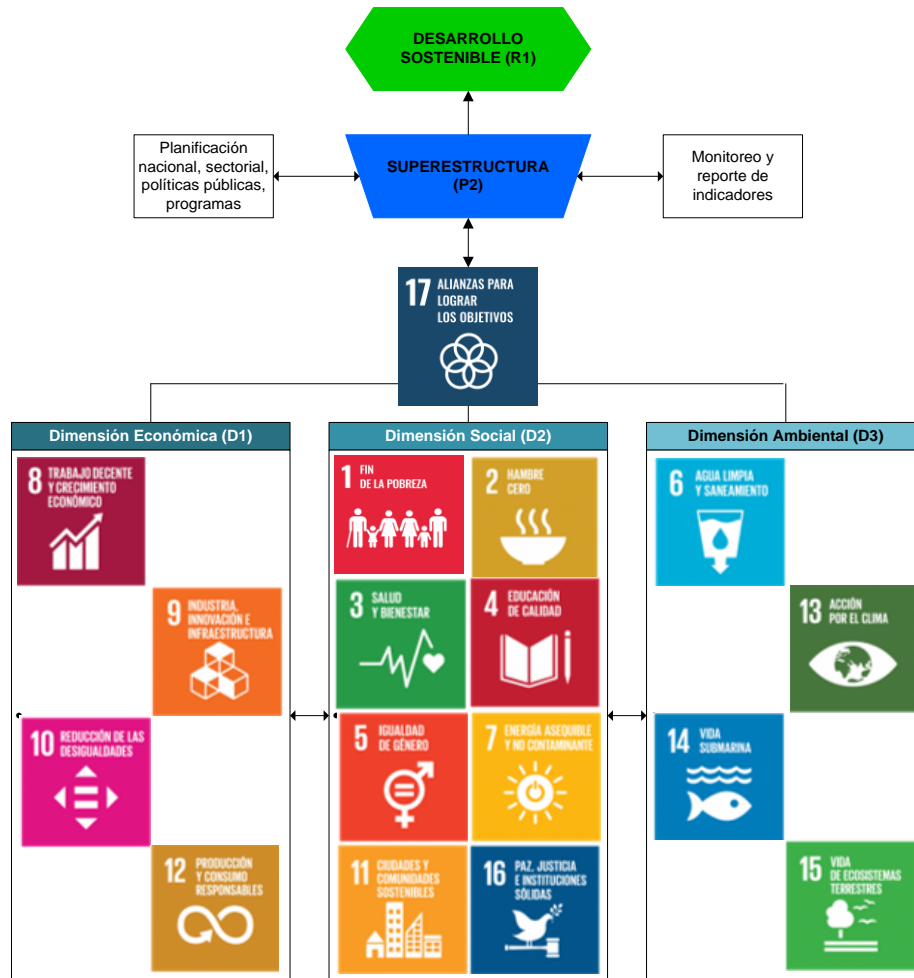 DESARROLLO
SOSTENIBLE (R1)
Planificación
nacional, sectorial,
políticas públicas,
programas
SUPERESTRUCTURA
(P2)
Monitoreo y
reporte de
indicadores
17 ALIANZAS PARA
LOGRAR
LOS OBJETIVOS
Dimensión Económica (D1)
8 TRABAJO DECENTE
Y CRECIMIENTO
ECONÓMICO
9 INDUSTRIA,
INNOVACIÓN E
INFRAESTRUCTURA
10 REDUCCIÓN DE LAS
DESIGUALDADES
12 PRODUCCIÓN
Y CONSUMO
RESPONSABLES
Dimensión Social (D2)
1 FIN
DE LA POBREZA
2 HAMBRE
CERO
3 SALUD
Y BIENESTAR
4 EDUCACIÓN
DE CALIDAD
5 IGUALDAD
DE GÉNERO
7 ENERGÍA ASEQUIBLE
Y NO CONTAMINANTE
11 CIUDADES Y
COMUNIDADES
SOSTENIBLES
16 PAZ, JUSTICIA
E INSTITUCIONES
SÓLIDAS
Dimensión Ambiental (D3)
6 AGUA LIMPIA
Y SANEAMIENTO
13 ACCIÓN
POR EL CLIMA
14 VIDA
SUBMARINA
15 VIDA
DE ECOSISTEMAS
TERRESTRES